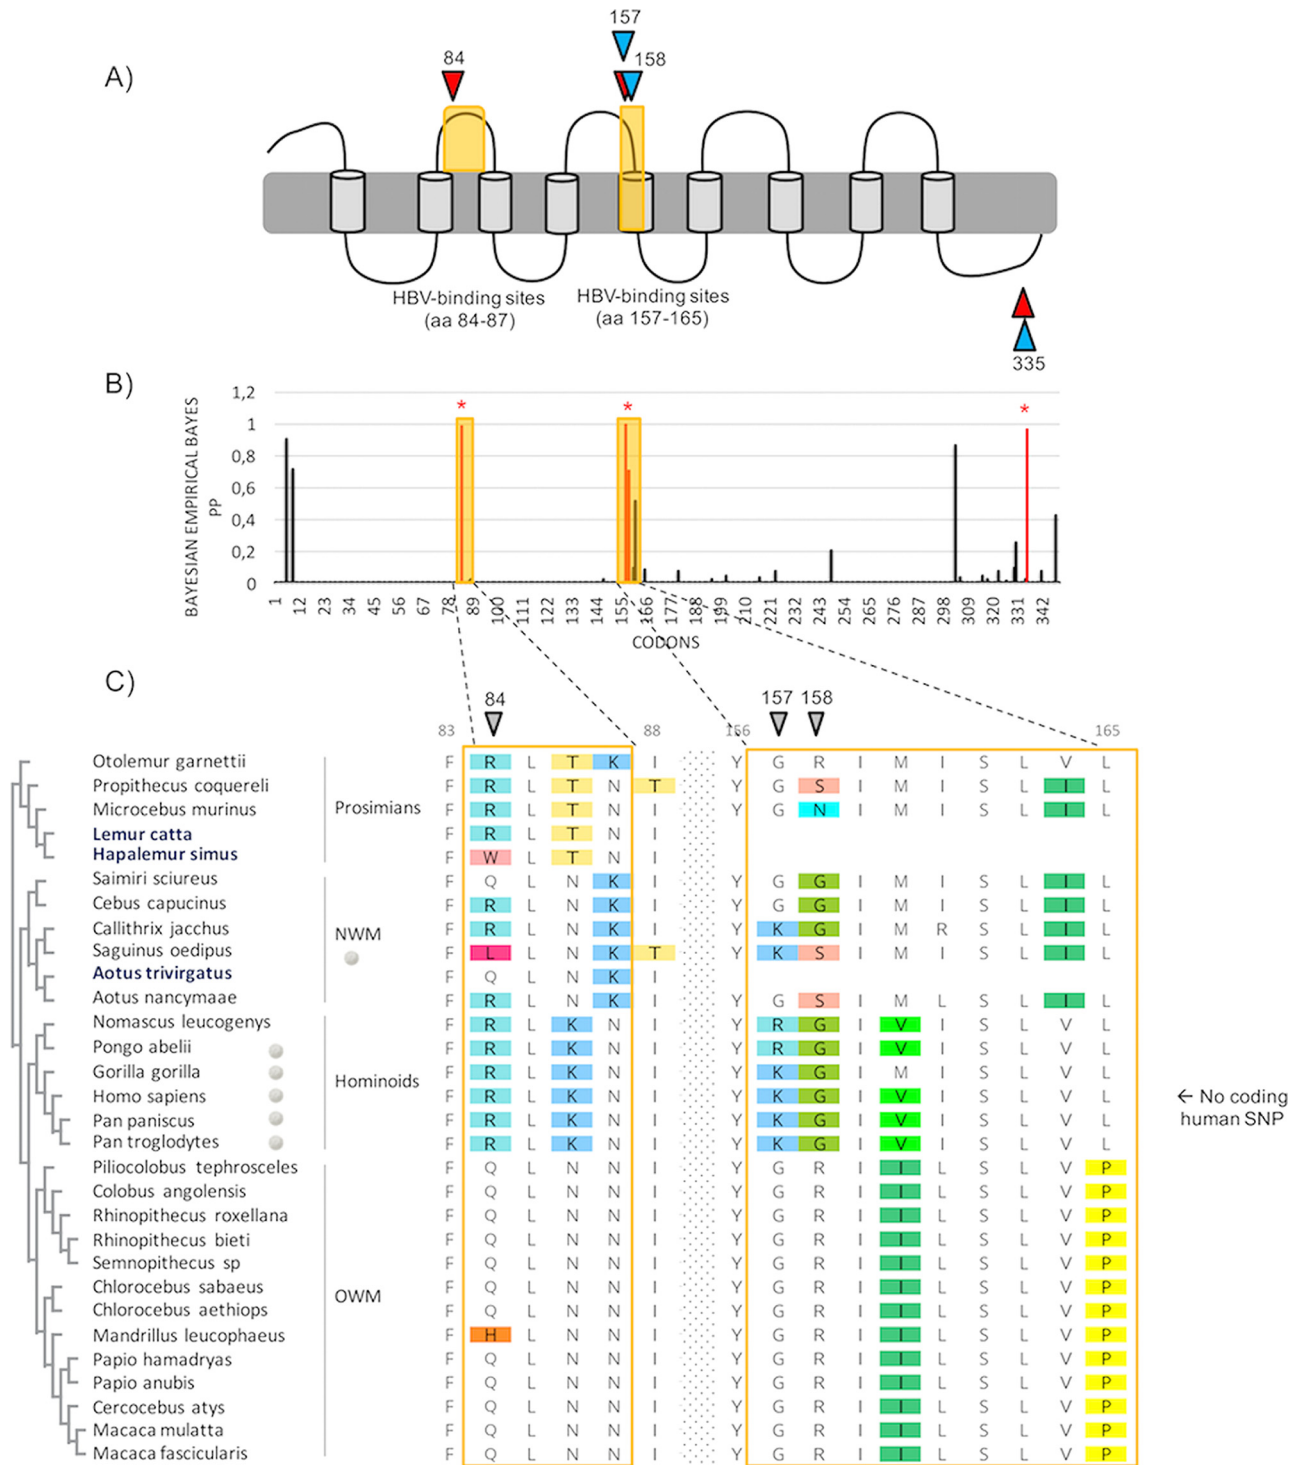 157
84
158
A)
HBV-binding sites
(aa 84-87)
HBV-binding sites
(aa 157-165)
335
B)
BAYESIAN EMPIRICAL BAYES
PP
1,2
1
0,8
0,6
0,4
0,2
0
* * *
1 12 23 34 45 56 67 78 89 100 111 122 133 144 155 166 177 188 199 210 221 232 243 254 265 276 287 298 309 320 331 342
CODONS
C)
84 157 158
83 88 156 165
Otolemur garnettii F R L T K I Y G R I M I S L V L
Propithecus coquereli F R L T N T Y G S I M I S L I L
Microcebus murinus F R L T N I Y G N I M I S L I L
Prosimians
Lemur catta F R L T N I
Hapalemur simus F W L T N I
Saimiri sciureus F Q L N K I Y G G I M I S L I L
Cebus capucinus F R L N K I Y G G I M I S L I L
Callithrix jacchus F R L N K I Y K G I M R S L I L
NWM
Saguinus oedipus F L L N K T Y K S I M I S L I L
Aotus trivirgatus F Q L N K I
Aotus nancymaae F R L N K I Y G S I M L S L I L
Nomascus leucogenys F R L K N I Y R G I V I S L V L
Pongo abelii F R L K N I Y R G I V I S L V L
Gorilla gorilla F R L K N I Y K G I M I S L V L
Hominoids
Homo sapiens F R L K N I Y K G I V I S L V L
← No coding
human SNP
Pan paniscus F R L K N I Y K G I V I S L V L
Pan troglodytes F R L K N I Y K G I V I S L V L
Piliocolobus tephrosceles F Q L N N I Y G R I I L S L V P
Colobus angolensis F Q L N N I Y G R I I L S L V P
Rhinopithecus roxellana F Q L N N I Y G R I I L S L V P
Rhinopithecus bieti F Q L N N I Y G R I I L S L V P
Semnopithecus sp F Q L N N I Y G R I I L S L V P
Chlorocebus sabaeus F Q L N N I Y G R I I L S L V P
OWM
Chlorocebus aethiops F Q L N N I Y G R I I L S L V P
Mandrillus leucophaeus F H L N N I Y G R I I L S L V P
Papio hamadryas F Q L N N I Y G R I I L S L V P
Papio anubis F Q L N N I Y G R I I L S L V P
Cercocebus atys F Q L N N I Y G R I I L S L V P
Macaca mulatta F Q L N N I Y G R I I L S L V P
Macaca fascicularis F Q L N N I Y G R I I L S L V P